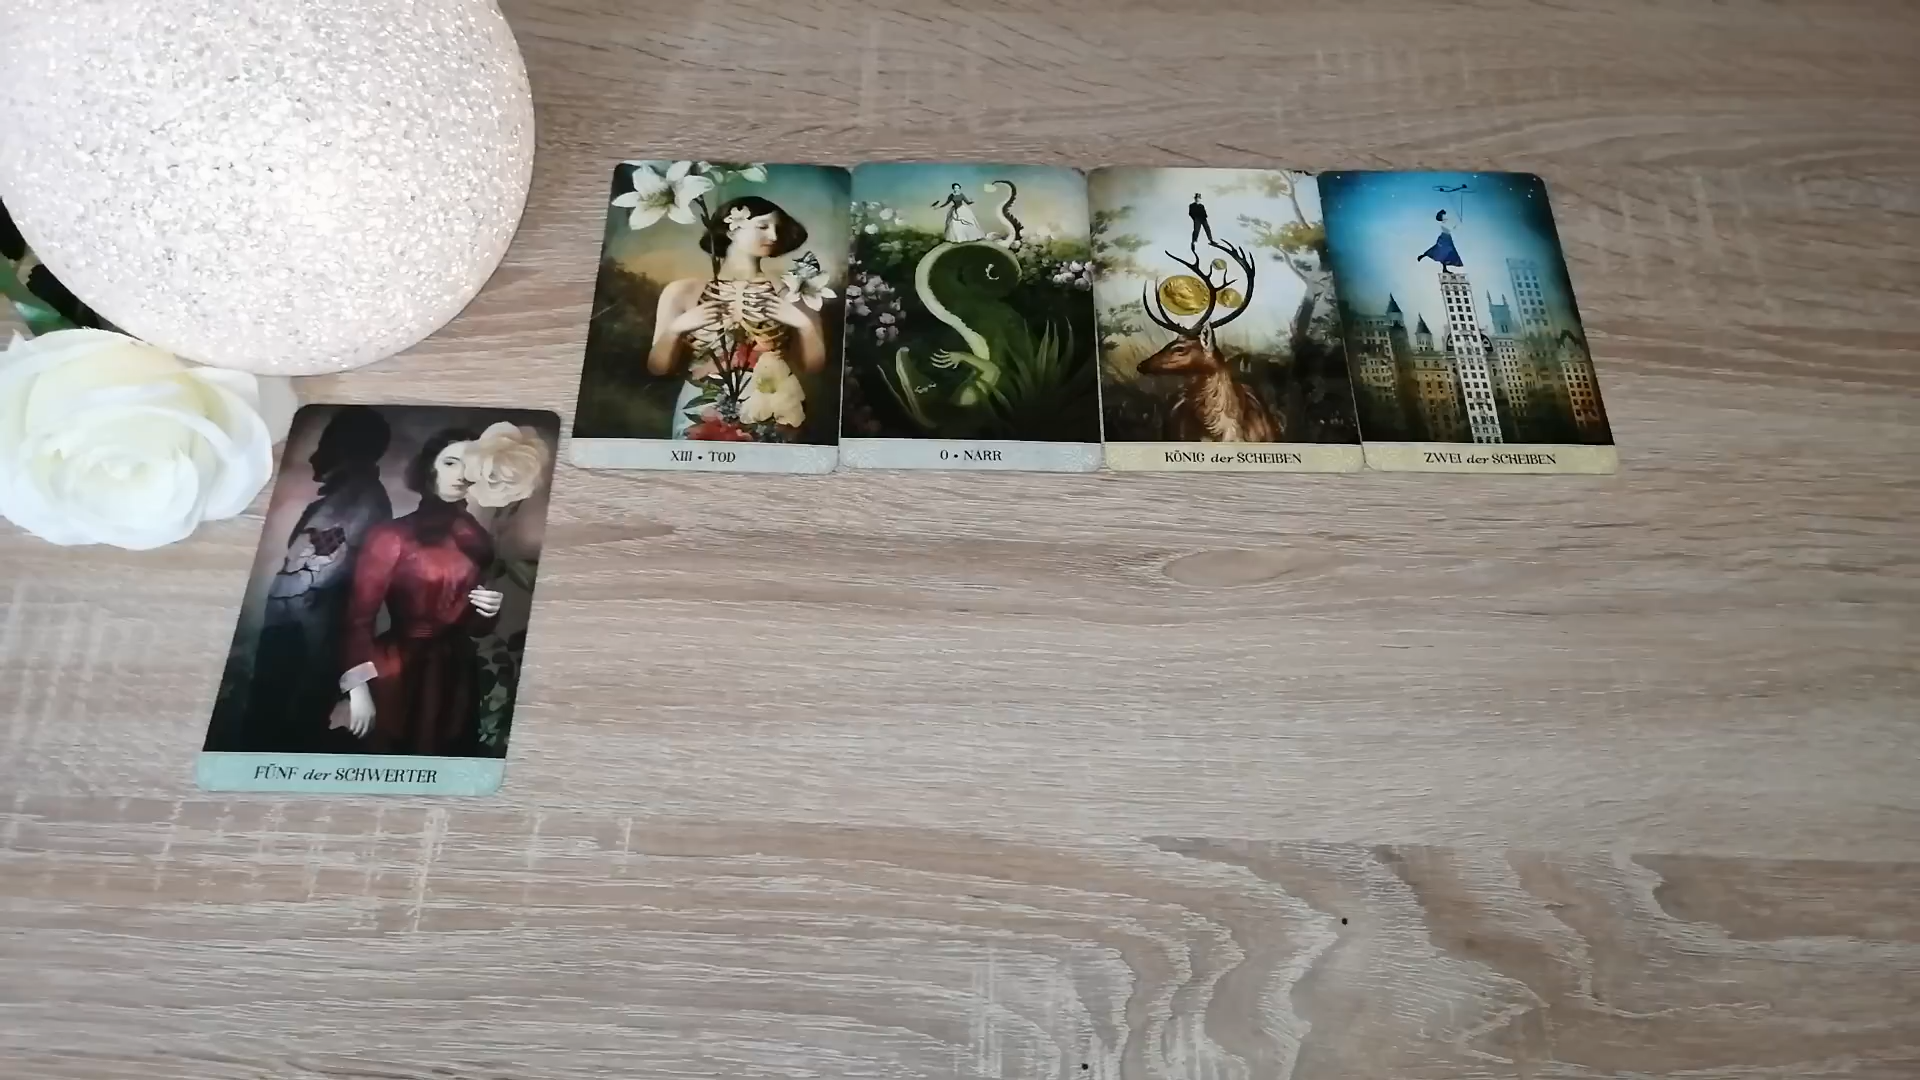 XIII • TOD
0 • NARR
KÖNIG der SCHEIBEN
ZWEI der SCHEIBEN
FÜNF der SCHWERTER